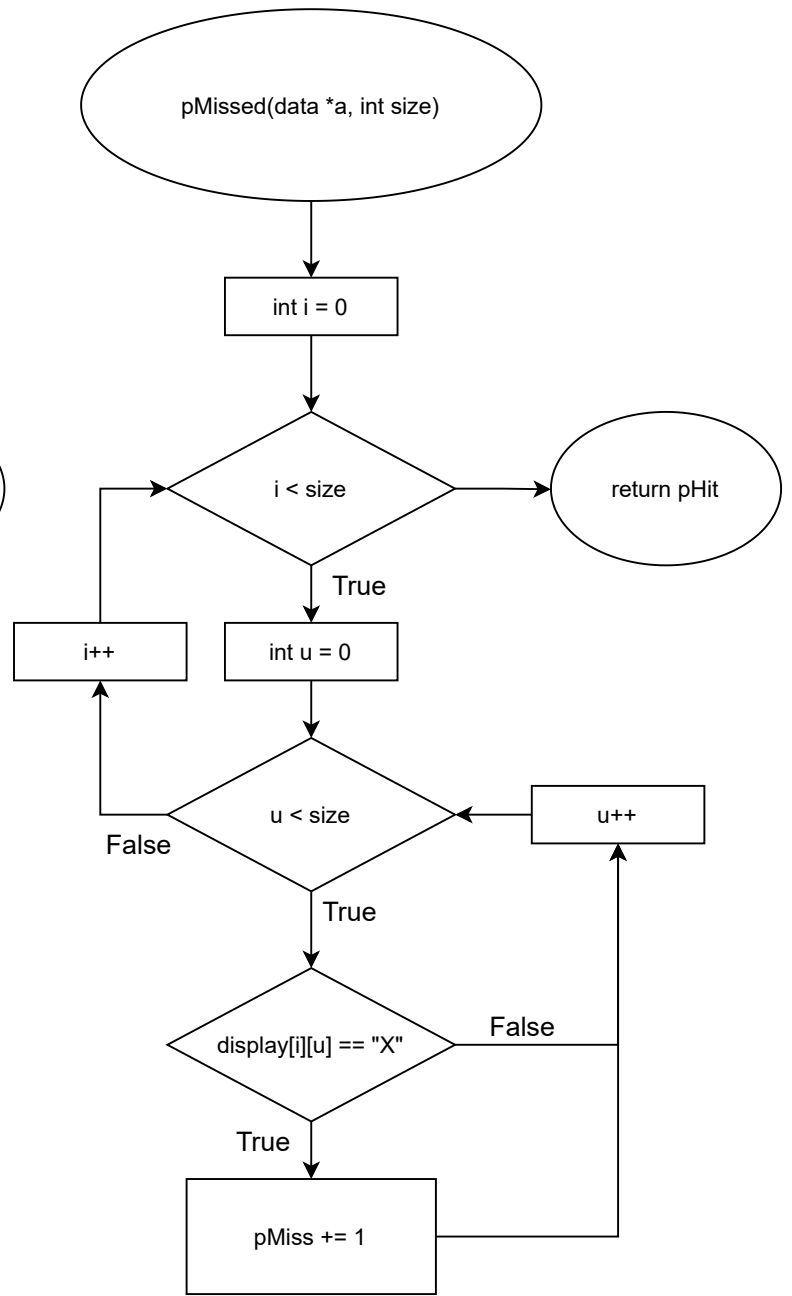 pMissed(data *a, int size)
int i = 0
i < size
return pHit
True
i++
int u = 0
u < size
u++
False
True
display[i][u] == "X"
False
True
pMiss += 1